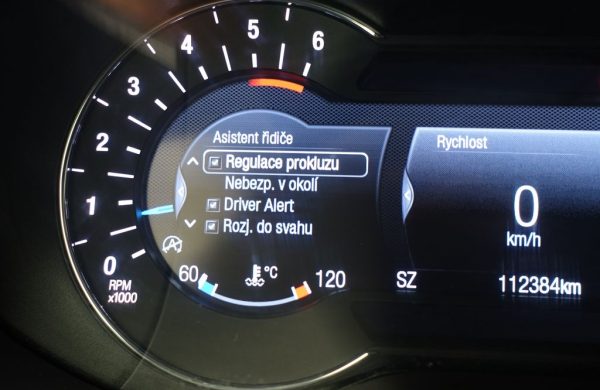 6
5
4
3
2
1
0
RPM
x1000
Asistent řidiče
Regulace prokluzu
Nebezp. v okolí
Driver Alert
Rozj. do svahu
60
°C
120
Rychlost
0
km/h
SZ
112384km